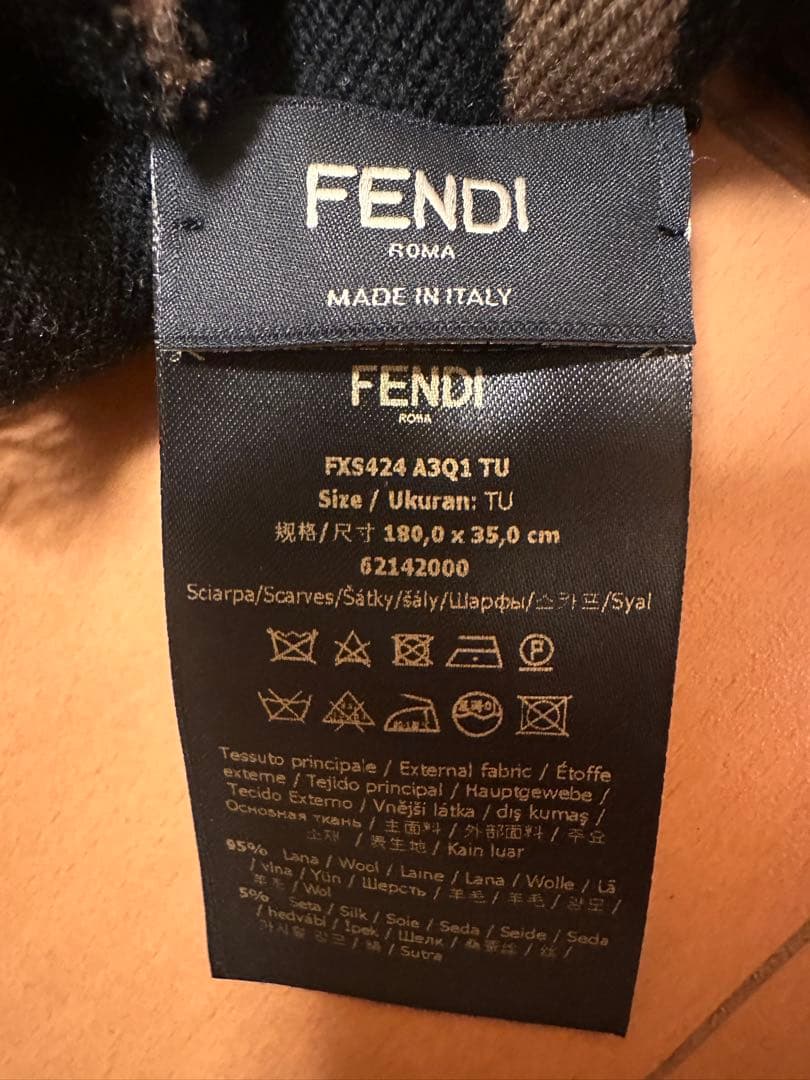 FENDI
ROMA
MADE IN ITALY
FENDI
ROMA
FXS424 A3Q1 TU
Size / Ukuran: TU
规格/尺寸 180,0 x 35,0 cm
62142000
Sciarpa/Scarves/Šátky/šály/Шарфы/스카프/Syal
P
드라이
Tessuto principale / External fabric / Étoffe
externe / Tejido principal / Hauptgewebe /
Tecido Externo / Vnější látka / dış kumaş /
Основная ткань / 主面料 / 外部面料 / 주요
소재 / 表生地 / Kain luar
95% Lana / Wool / Laine / Lana / Wolle / Lã
/ vlna / Yün / Шерсть / 羊毛 / 羊毛 / 양모 /
羊毛 / Wol
5% Seta / Silk / Soie / Seda / Seide / Seda
/ hedvábí / İpek / Шелк / 桑蚕丝 / 丝 /
/ Sutra